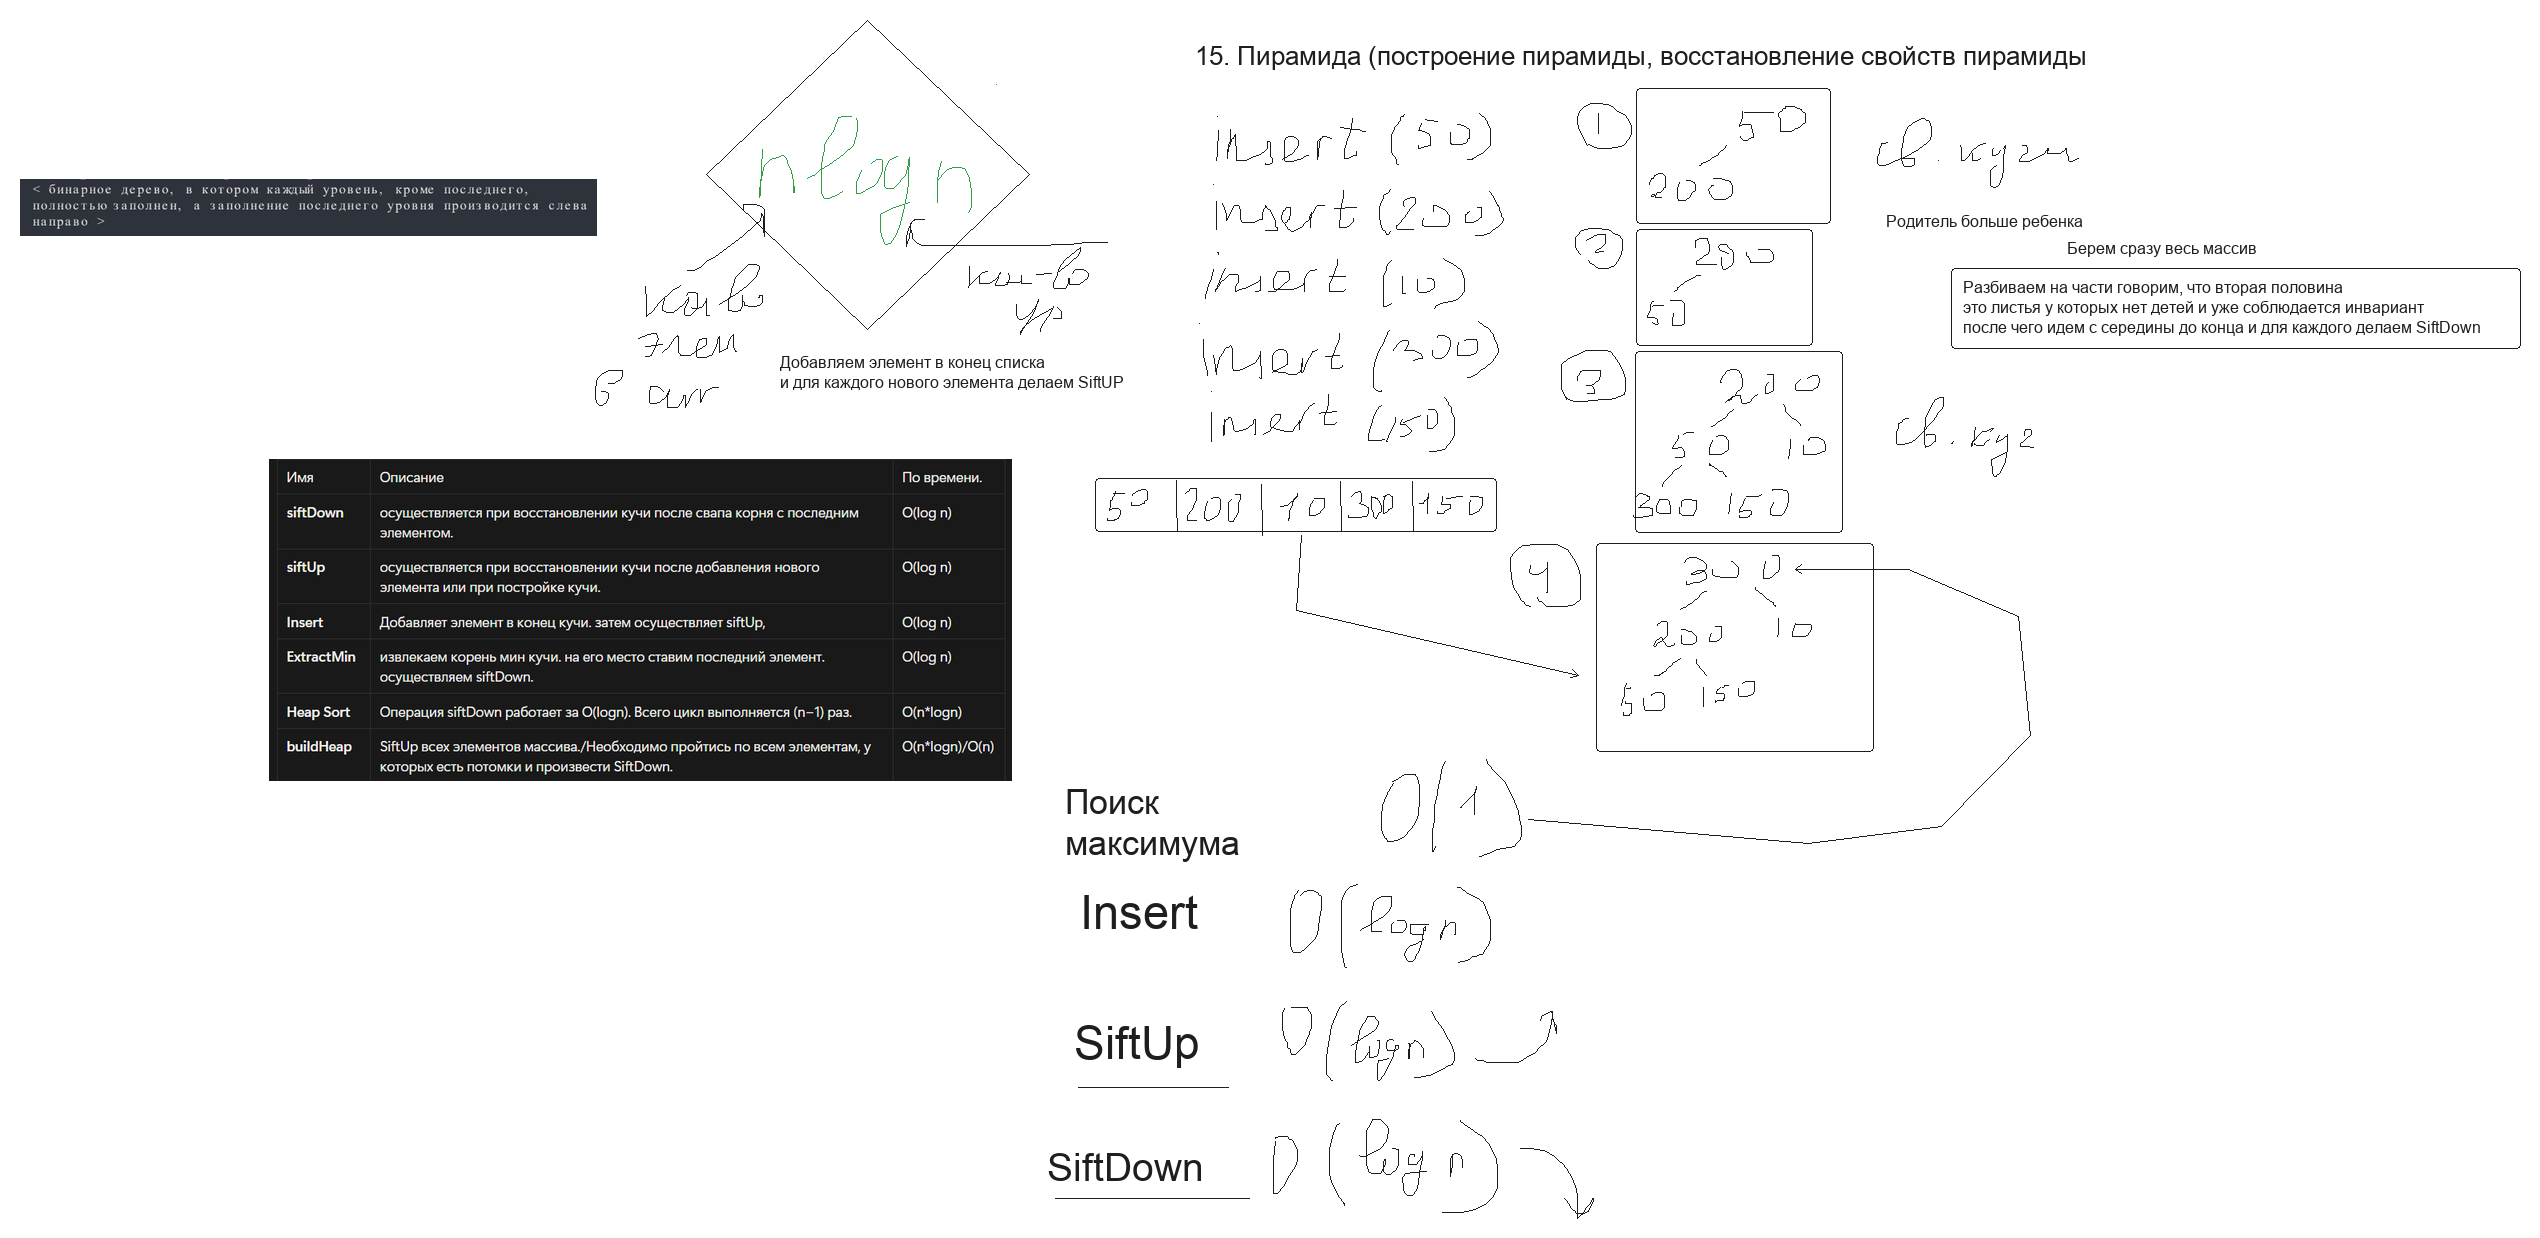 15. Пирамида (построение пирамиды, восстановление свойств пирамиды
< бинарное дерево, в котором каждый уровень, кроме последнего,
полностью заполнен, а заполнение последнего уровня производится слева
направо >
n log n
кол-во
элем
в arr
кол-во
ур
Добавляем элемент в конец списка
и для каждого нового элемента делаем SiftUP
Имя Описание По времени.
siftDown осуществляется при восстановлении кучи после свапа корня с последним O(log n)
элементом.
siftUp осуществляется при восстановлении кучи после добавления нового O(log n)
элемента или при постройке кучи.
Insert Добавляет элемент в конец кучи. затем осуществляет siftUp, O(log n)
ExtractMin извлекаем корень мин кучи. на его место ставим последний элемент. O(log n)
осуществляем siftDown.
Heap Sort Операция siftDown работает за O(logn). Всего цикл выполняется (n−1) раз. O(n*logn)
buildHeap SiftUp всех элементов массива./Необходимо пройтись по всем элементам, у O(n*logn)/O(n)
которых есть потомки и произвести SiftDown.
insert (50)
insert (200)
insert (10)
insert (300)
insert (150)
50 200 10 300 150
1
50
200
2
200
50
3
200
50 10
300 150
4
300
200 10
50 150
св. кучи
Родитель больше ребенка
Берем сразу весь массив
Разбиваем на части говорим, что вторая половина
это листья у которых нет детей и уже соблюдается инвариант
после чего идем с середины до конца и для каждого делаем SiftDown
св. куч
Поиск
максимума
O(1)
Insert O(log n)
SiftUp O(log n)
SiftDown O(log n)